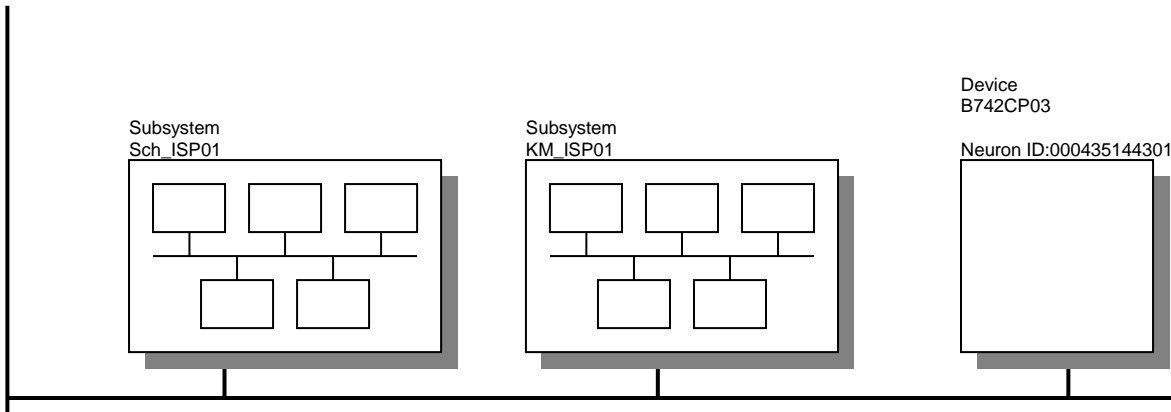 Subsystem
Sch_ISP01
Subsystem
KM_ISP01
Device
B742CP03
Neuron ID:000435144301